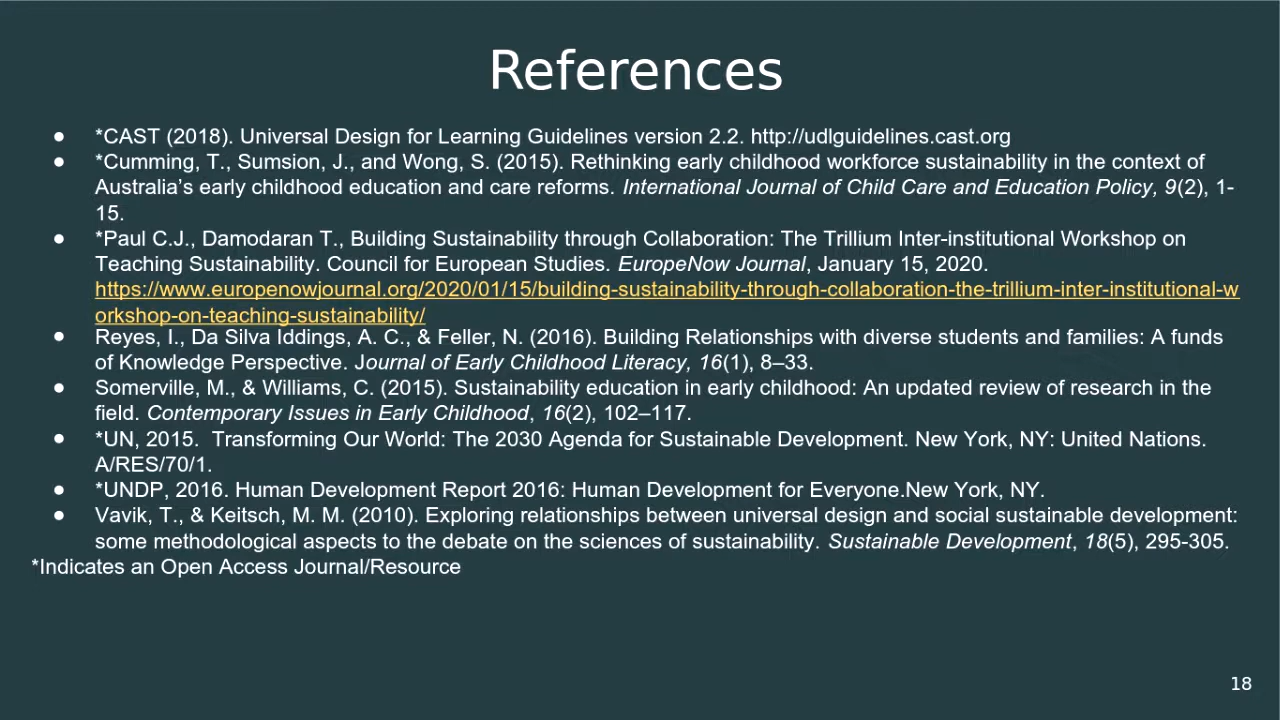 References
● *CAST (2018). Universal Design for Learning Guidelines version 2.2. http://udlguidelines.cast.org
● *Cumming, T., Sumsion, J., and Wong, S. (2015). Rethinking early childhood workforce sustainability in the context of
Australia’s early childhood education and care reforms. International Journal of Child Care and Education Policy, 9(2), 1-
15.
● *Paul C.J., Damodaran T., Building Sustainability through Collaboration: The Trillium Inter-institutional Workshop on
Teaching Sustainability. Council for European Studies. EuropeNow Journal, January 15, 2020.
https://www.europenowjournal.org/2020/01/15/building-sustainability-through-collaboration-the-trillium-inter-institutional-w
orkshop-on-teaching-sustainability/
● Reyes, I., Da Silva Iddings, A. C., & Feller, N. (2016). Building Relationships with diverse students and families: A funds
of Knowledge Perspective. Journal of Early Childhood Literacy, 16(1), 8–33.
● Somerville, M., & Williams, C. (2015). Sustainability education in early childhood: An updated review of research in the
field. Contemporary Issues in Early Childhood, 16(2), 102–117.
● *UN, 2015.  Transforming Our World: The 2030 Agenda for Sustainable Development. New York, NY: United Nations.
A/RES/70/1.
● *UNDP, 2016. Human Development Report 2016: Human Development for Everyone.New York, NY.
● Vavik, T., & Keitsch, M. M. (2010). Exploring relationships between universal design and social sustainable development:
some methodological aspects to the debate on the sciences of sustainability. Sustainable Development, 18(5), 295-305.
*Indicates an Open Access Journal/Resource
18